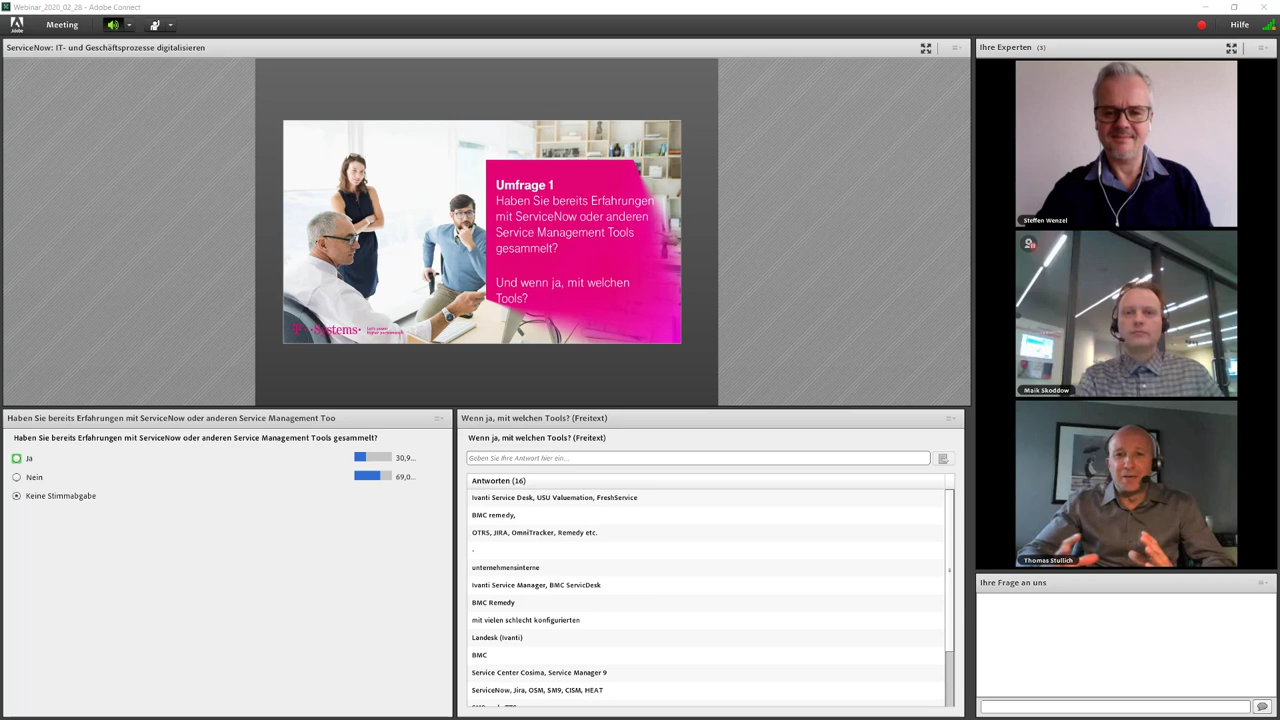 Webinar_2020_02_28 - Adobe Connect
Adobe
Meeting
Hilfe
ServiceNow: IT- und Geschäftsprozesse digitalisieren
Umfrage 1
Haben Sie bereits Erfahrungen
mit ServiceNow oder anderen
Service Management Tools
gesammelt?
Und wenn ja, mit welchen
Tools?
T··Systems·
Let's power
higher performance
Ihre Experten (3)
Steffen Wenzel
Maik Skoddow
Thomas Stullich
Haben Sie bereits Erfahrungen mit ServiceNow oder anderen Service Management Too
Haben Sie bereits Erfahrungen mit ServiceNow oder anderen Service Management Tools gesammelt?
Ja 30,9...
Nein 69,0...
Keine Stimmabgabe
Wenn ja, mit welchen Tools? (Freitext)
Wenn ja, mit welchen Tools? (Freitext)
Geben Sie Ihre Antwort hier ein...
Antworten (16)
Ivanti Service Desk, USU Valuemation, FreshService
BMC remedy,
OTRS, JIRA, OmniTracker, Remedy etc.
-
unternehmensinterne
Ivanti Service Manager, BMC ServicDesk
BMC Remedy
mit vielen schlecht konfigurierten
Landesk (Ivanti)
BMC
Service Center Cosima, Service Manager 9
ServiceNow, Jira, OSM, SM9, CISM, HEAT
Ihre Frage an uns